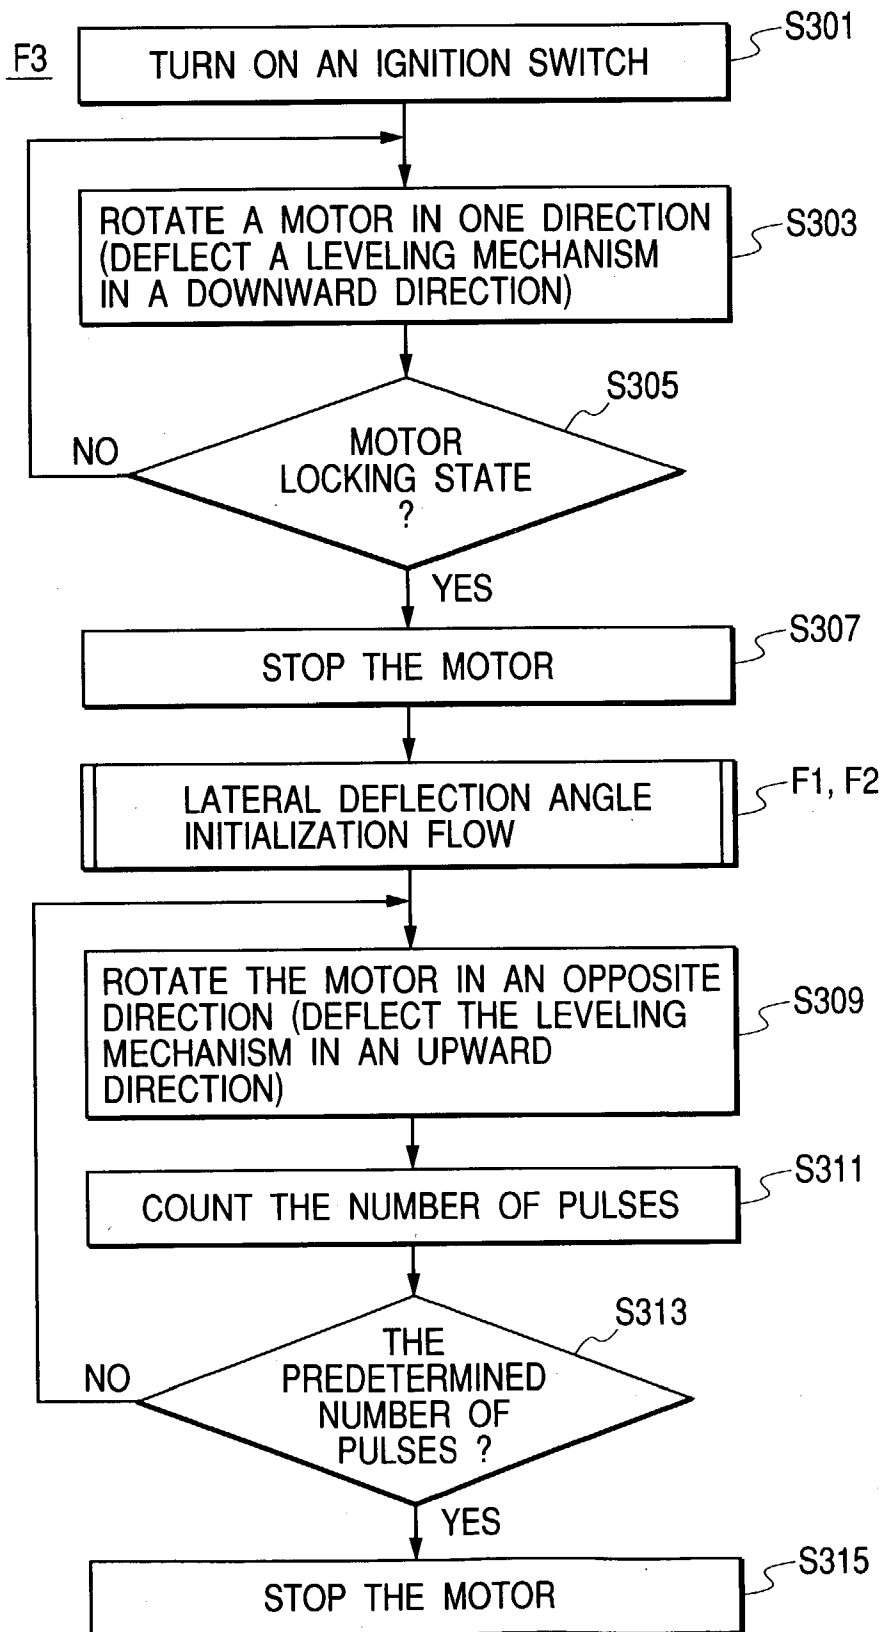 F3
S301
TURN ON AN IGNITION SWITCH
ROTATE A MOTOR IN ONE DIRECTION
(DEFLECT A LEVELING MECHANISM
IN A DOWNWARD DIRECTION)
S303
S305
MOTOR
LOCKING STATE
?
NO
YES
STOP THE MOTOR
S307
LATERAL DEFLECTION ANGLE
INITIALIZATION FLOW
F1, F2
ROTATE THE MOTOR IN AN OPPOSITE
DIRECTION (DEFLECT THE LEVELING
MECHANISM IN AN UPWARD
DIRECTION)
S309
COUNT THE NUMBER OF PULSES
S311
S313
THE
PREDETERMINED
NUMBER OF
PULSES ?
NO
YES
STOP THE MOTOR
S315